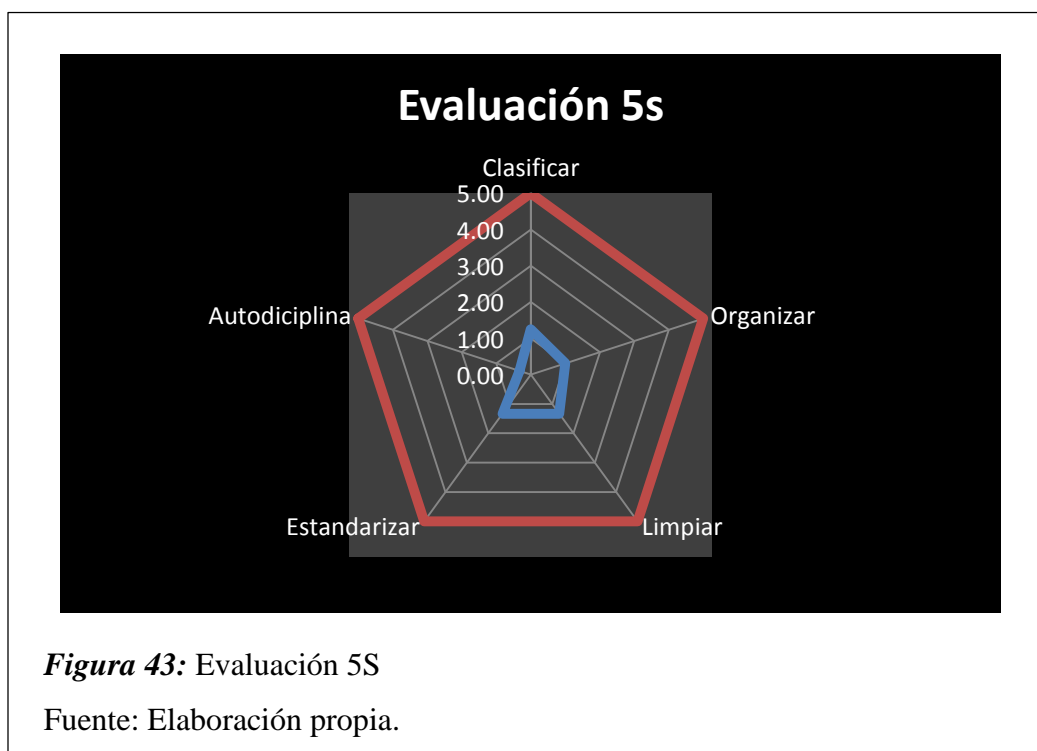 Evaluación 5s
Clasificar
5.00
4.00
3.00
2.00
1.00
0.00
Autodiciplina
Organizar
Estandarizar
Limpiar
Figura 43: Evaluación 5S
Fuente: Elaboración propia.